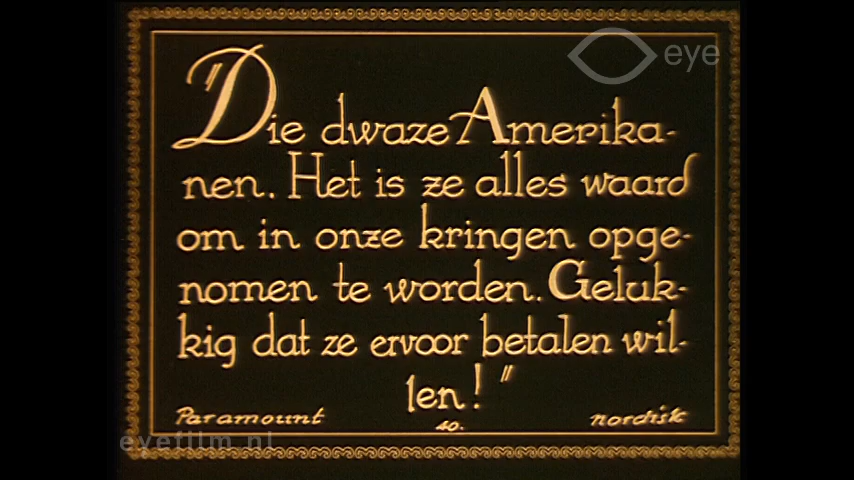 eye
"Die dwaze Amerika-
nen. Het is ze alles waard
om in onze kringen opge-
nomen te worden. Geluk-
kig dat ze ervoor betalen wil-
len!"
Paramount
40.
nordisk
eyefilm.nl